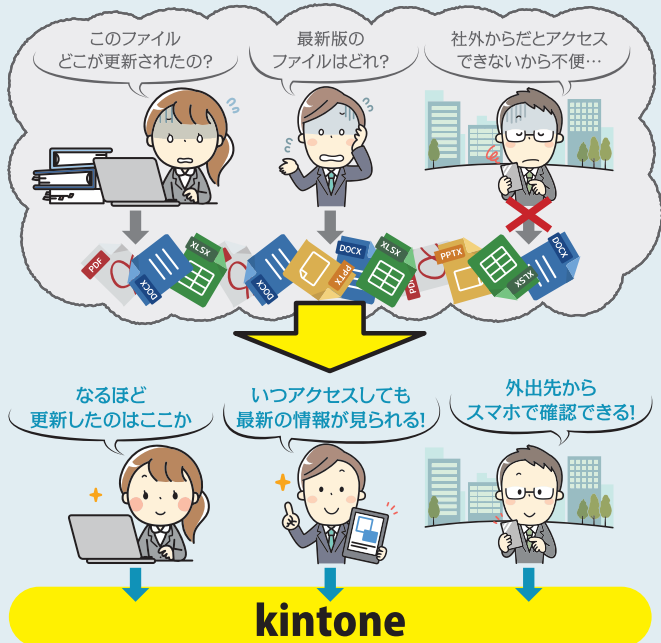 このファイル
どこが更新されたの?
最新版の
ファイルはどれ?
社外からだとアクセス
できないから不便…
PDF
DOCX
XLSX
DOCX
PPTX
DOCX
XLSX
PD
PPTX
XLSX
DOCX
なるほど
更新したのはここか
いつアクセスしても
最新の情報が見られる!
外出先から
スマホで確認できる!
kintone